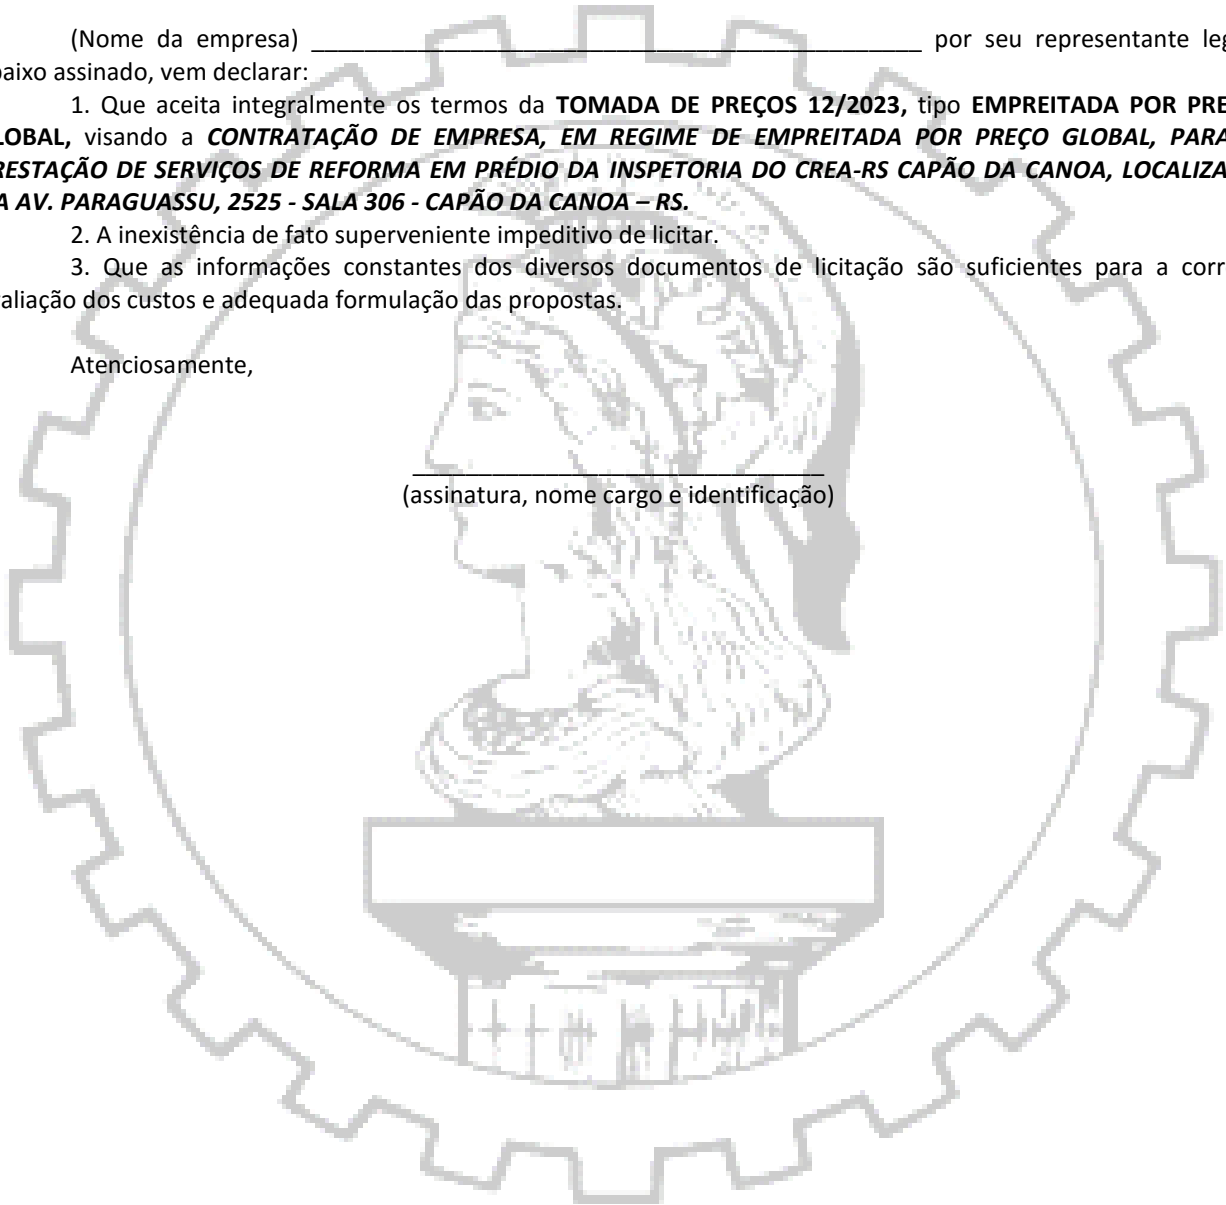 (Nome da empresa) ______________________________________________ por seu representante leg
baixo assinado, vem declarar:
1. Que aceita integralmente os termos da TOMADA DE PREÇOS 12/2023, tipo EMPREITADA POR PRE
LOBAL, visando a CONTRATAÇÃO DE EMPRESA, EM REGIME DE EMPREITADA POR PREÇO GLOBAL, PARA
RESTAÇÃO DE SERVIÇOS DE REFORMA EM PRÉDIO DA INSPETORIA DO CREA-RS CAPÃO DA CANOA, LOCALIZA
A AV. PARAGUASSU, 2525 - SALA 306 - CAPÃO DA CANOA – RS.
2. A inexistência de fato superveniente impeditivo de licitar.
3. Que as informações constantes dos diversos documentos de licitação são suficientes para a corr
valiação dos custos e adequada formulação das propostas.
Atenciosamente,
_______________________________
(assinatura, nome cargo e identificação)